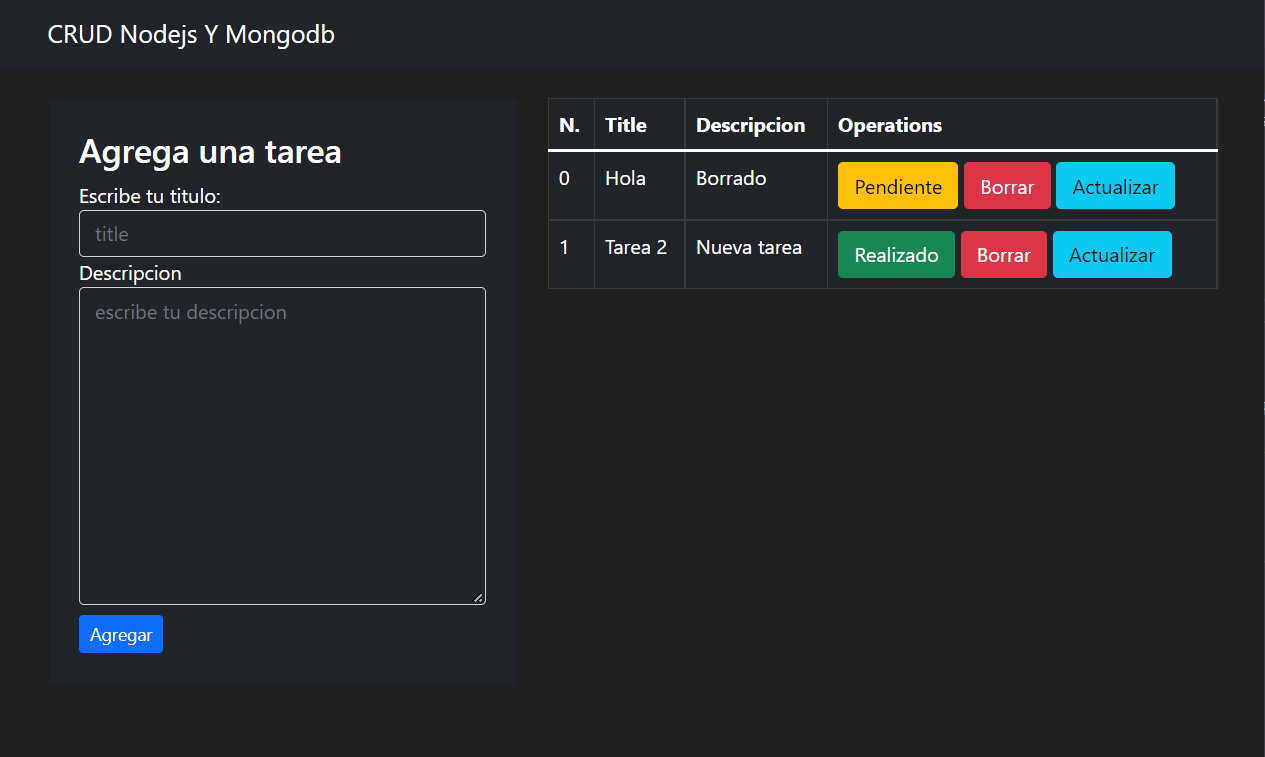 CRUD Nodejs Y Mongodb
Agrega una tarea
Escribe tu titulo:
title
Descripcion
escribe tu descripcion
Agregar
N. Title Descripcion Operations
0 Hola Borrado Pendiente Borrar Actualizar
1 Tarea 2 Nueva tarea Realizado Borrar Actualizar